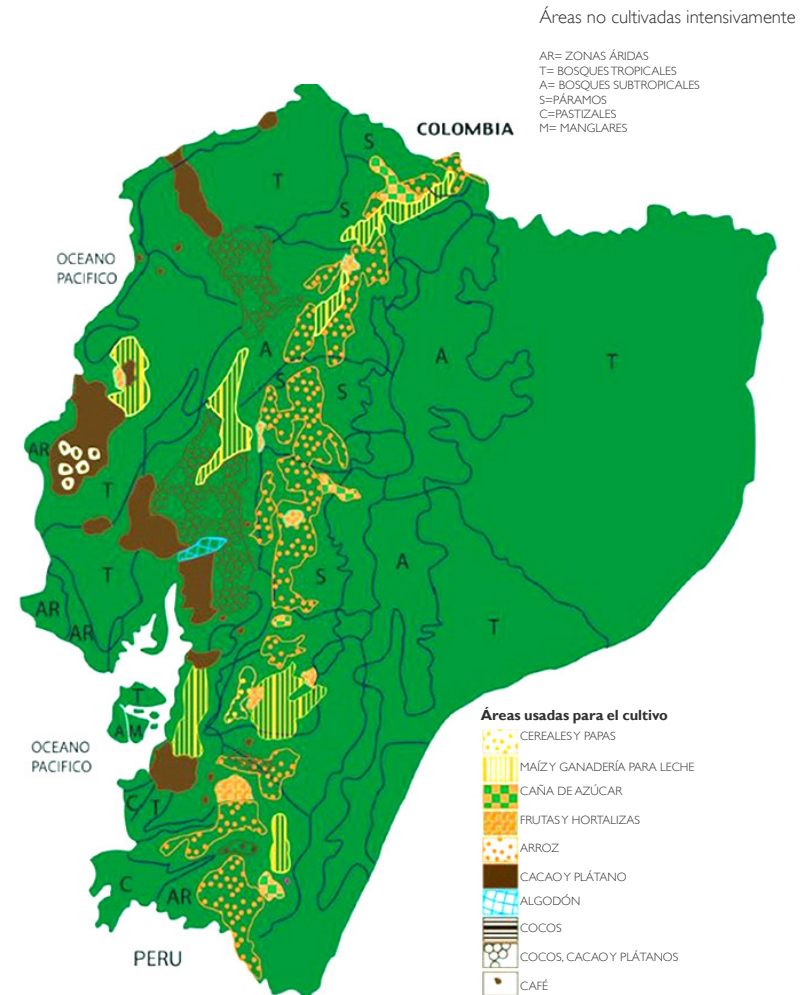 Áreas no cultivadas intensivamente
AR= ZONAS ÁRIDAS
T= BOSQUES TROPICALES
A= BOSQUES SUBTROPICALES
S=PÁRAMOS
C=PASTIZALES
M= MANGLARES
COLOMBIA
S
T
S
OCEANO
PACIFICO
A
A
T
S
S
AR
T
T
S
A
AR
AR
T
T
A M
OCEANO
PACIFICO
C
T
C
AR
PERU
Áreas usadas para el cultivo
CEREALES Y PAPAS
MAÍZ Y GANADERÍA PARA LECHE
CAÑA DE AZÚCAR
FRUTAS Y HORTALIZAS
ARROZ
CACAO Y PLÁTANO
ALGODÓN
COCOS
COCOS, CACAO Y PLÁTANOS
CAFÉ